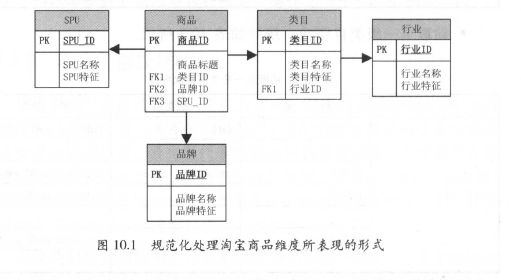 SPU
PK SPU_ID
SPU名称
SPU特征
商品
PK 商品ID
商品标题
FK1 类目ID
FK2 品牌ID
FK3 SPU_ID
类目
PK 类目ID
类目名称
类目特征
FK1 行业ID
行业
PK 行业ID
行业名称
行业特征
品牌
PK 品牌ID
品牌名称
品牌特征
图 10.1 规范化处理淘宝商品维度所表现的形式